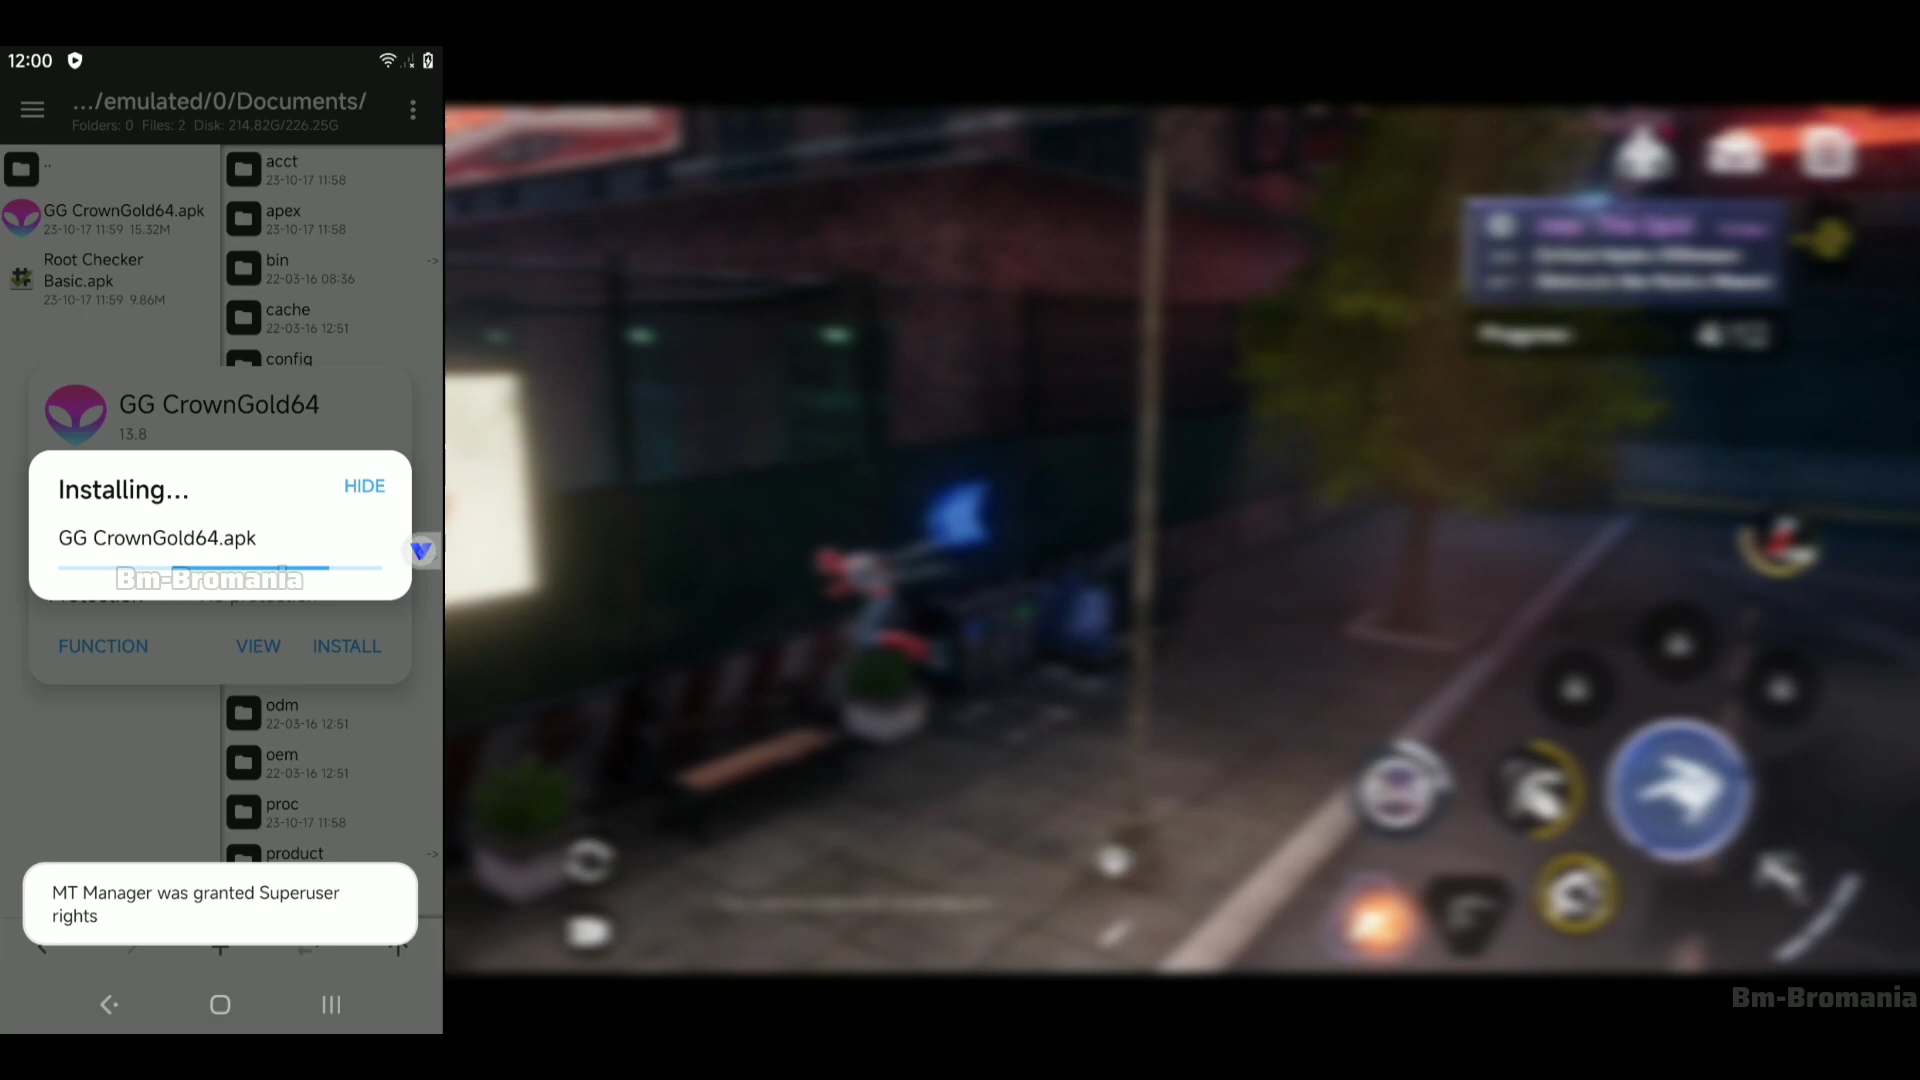 12:00
.../emulated/0/Documents/
Folders: 0 Files: 2 Disk: 214.82G/226.25G
..
GG CrownGold64.apk
23-10-17 11:59 15.32M
Root Checker
Basic.apk
23-10-17 11:59 9.86M
acct
23-10-17 11:58
apex
23-10-17 11:58
bin
->
22-03-16 08:36
cache
22-03-16 12:51
config
GG CrownGold64
13.8
Installing...
HIDE
GG CrownGold64.apk
Bm-Bromania
FUNCTION
VIEW
INSTALL
odm
22-03-16 12:51
oem
22-03-16 12:51
proc
23-10-17 11:58
product
->
MT Manager was granted Superuser
rights
Bm-Bromania